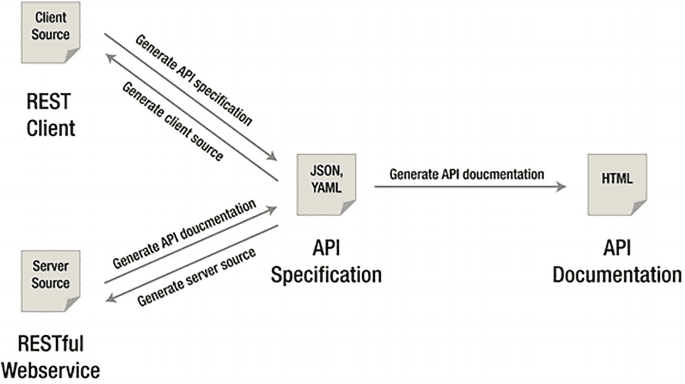 Client
Source
REST
Client
Generate API specification
Generate client source
JSON,
YAML
API
Specification
Generate API doucmentation
HTML
API
Documentation
Generate API doucmentation
Generate server source
Server
Source
RESTful
Webservice